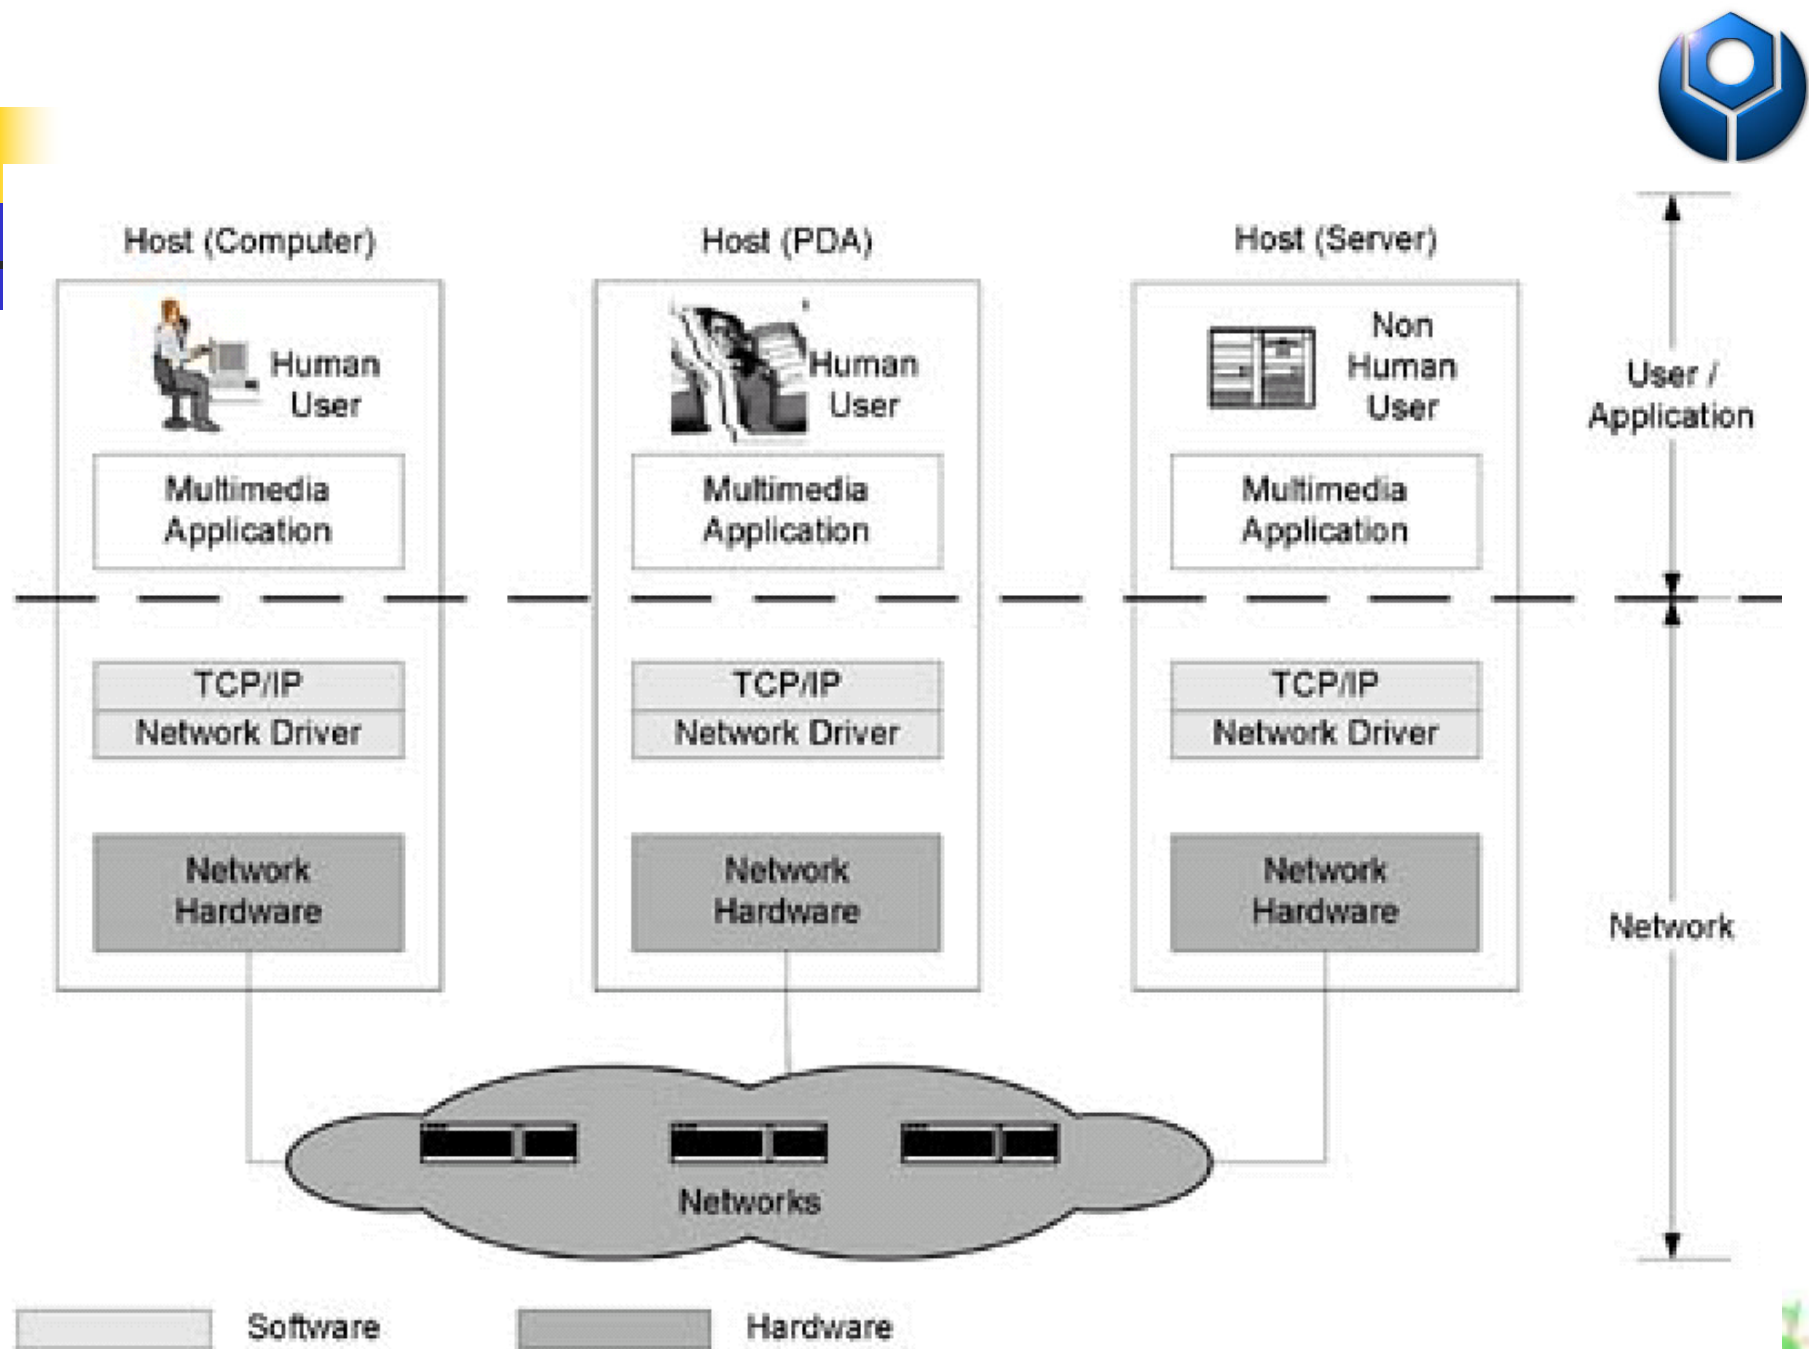 Host (Computer)
Human
User
Multimedia
Application
TCP/IP
Network Driver
Network
Hardware
Host (PDA)
Human
User
Multimedia
Application
TCP/IP
Network Driver
Network
Hardware
Host (Server)
Non
Human
User
Multimedia
Application
TCP/IP
Network Driver
Network
Hardware
User /
Application
Network
Networks
Software
Hardware